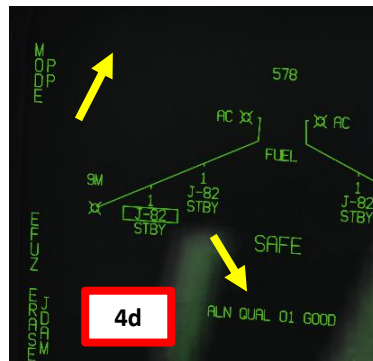 MODE
PP
578
AC
AC
FUEL
9M
1
J-82
STBY
1
J-82
STBY
1
J-82
STBY
SAFE
EFUZ
ERASE
JDAM
4d
ALN QUAL 01 GOOD